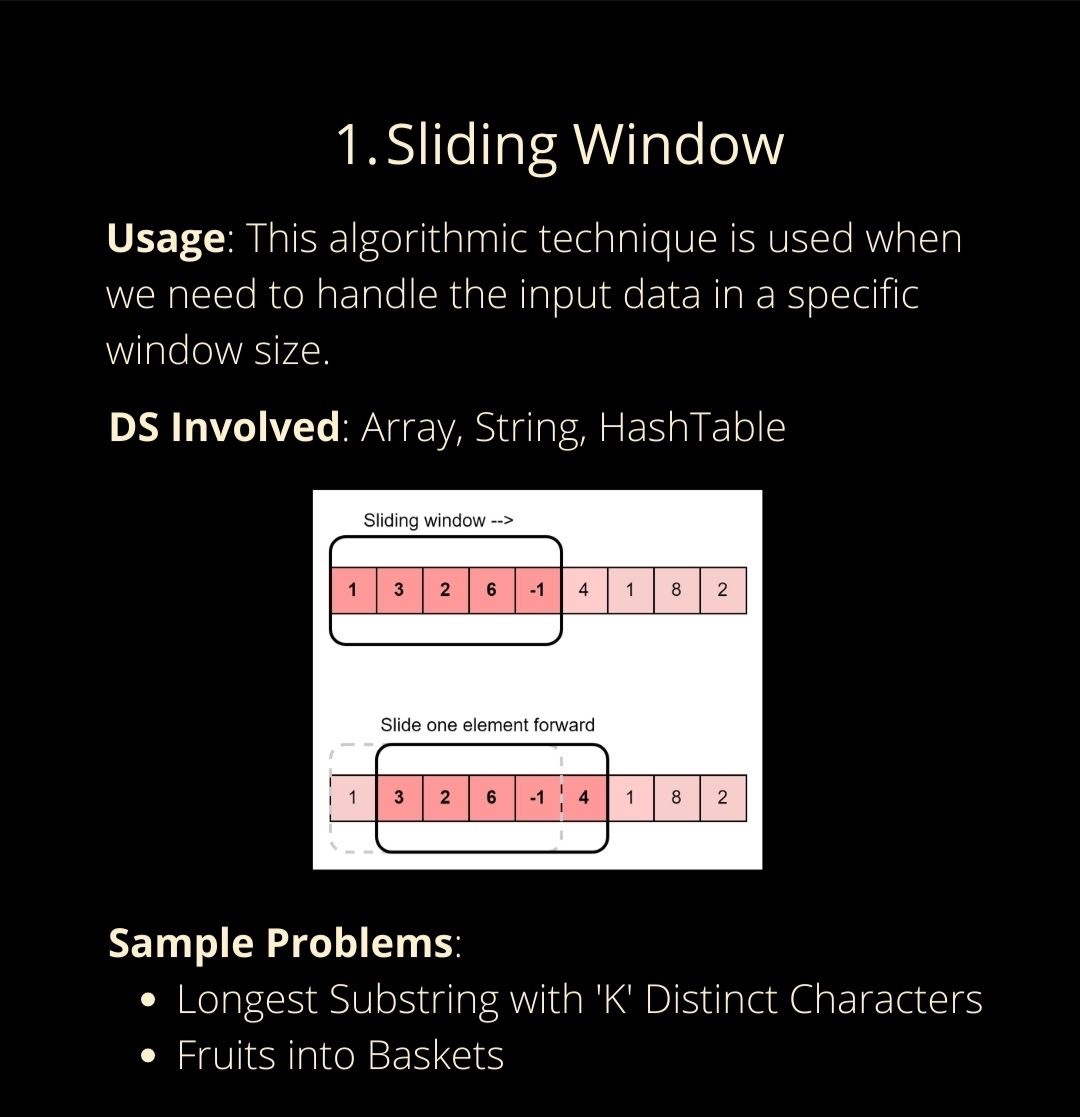 1. Sliding Window
Usage: This algorithmic technique is used when
we need to handle the input data in a specific
window size.
DS Involved: Array, String, HashTable
Sliding window -->
1 3 2 6 -1 4 1 8 2
Slide one element forward
1 3 2 6 -1 4 1 8 2
Sample Problems:
• Longest Substring with 'K' Distinct Characters
• Fruits into Baskets